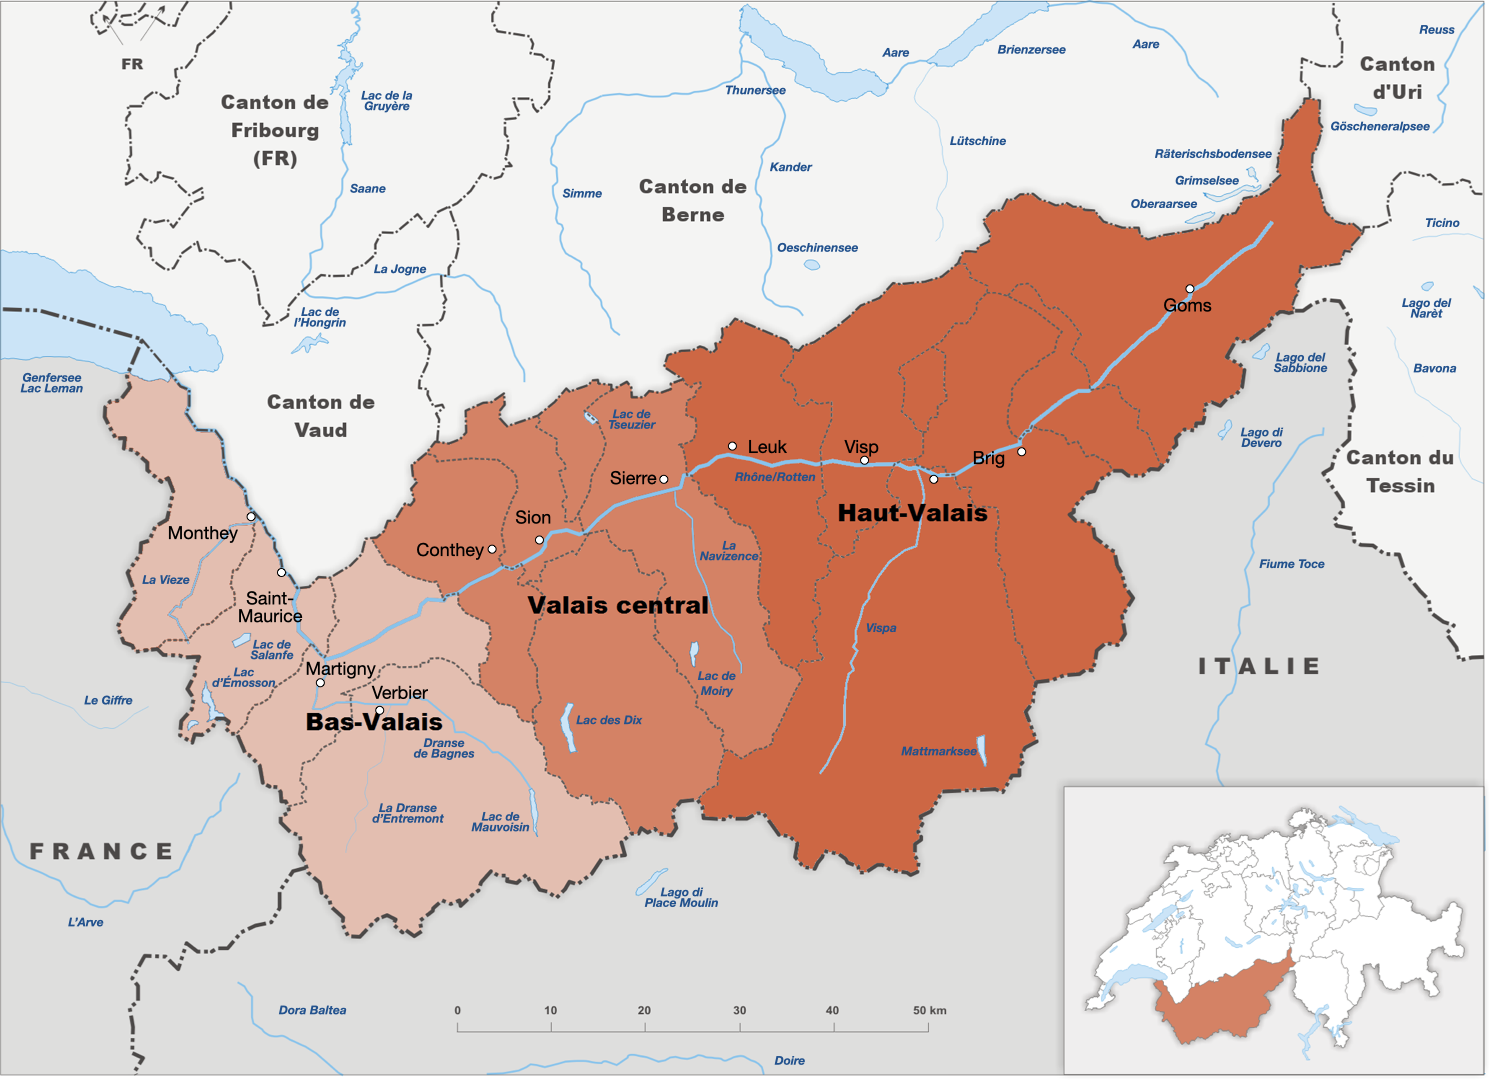 FR
Canton de
Fribourg
(FR)
Lac de la
Gruyère
Saane
La Jogne
Lac de
l'Hongrin
Genfersee
Lac Leman
Canton de
Vaud
Simme
Thunersee
Aare
Brienzersee
Aare
Kander
Lütschine
Canton de
Berne
Oeschinensee
Reuss
Canton
d'Uri
Göscheneralpsee
Räterischsbodensee
Grimselsee
Oberaarsee
Ticino
Lago del
Narèt
Bavona
Goms
Lago del
Sabbione
Lago di
Devero
Canton du
Tessin
Lac de
Tseuzier
Leuk
Visp
Brig
Sierre
Rhône/Rotten
Haut-Valais
Sion
Conthey
La
Navizence
Monthey
La Vieze
Saint-
Maurice
Valais central
Fiume Toce
Vispa
Lac de
Salanfe
Lac
d'Émosson
Martigny
Verbier
Bas-Valais
Lac de
Moiry
Lac des Dix
Le Giffre
ITALIE
Dranse
de Bagnes
Mattmarksee
La Dranse
d'Entremont
Lac de
Mauvoisin
FRANCE
L'Arve
Lago di
Place Moulin
Dora Baltea
0 10 20 30 40 50 km
Doire